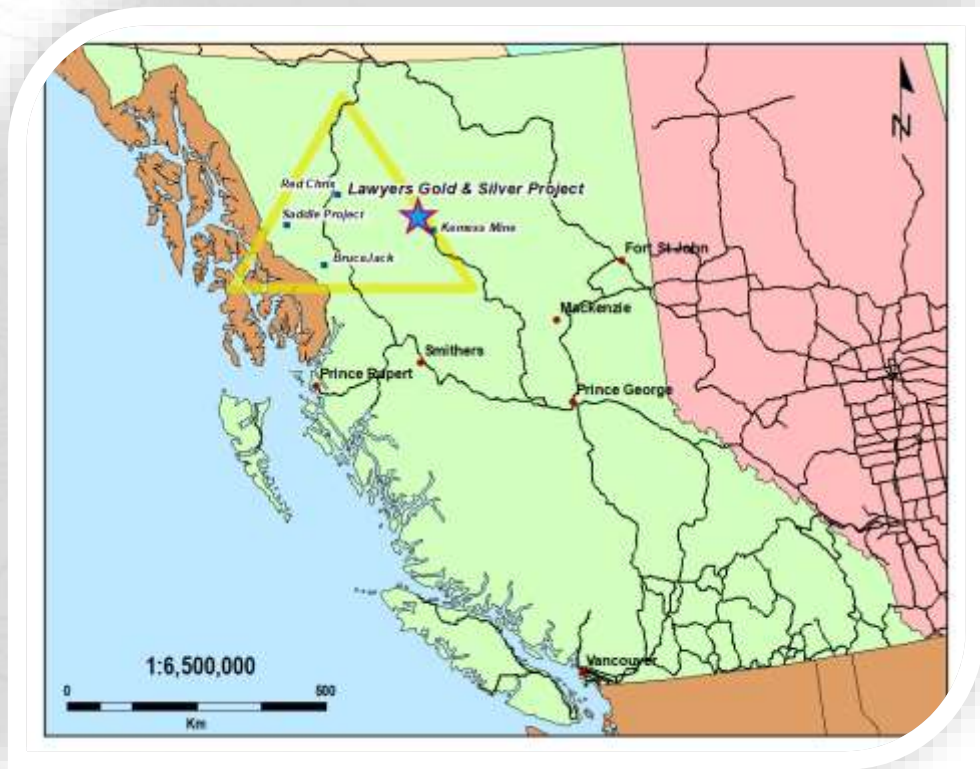 N
Red Chris
Lawyers Gold & Silver Project
Saddle Project
Kemess Mine
BruceJack
Fort St John
Mackenzie
Smithers
Prince Rupert
Prince George
Vancouver
1:6,500,000
0 500
Km